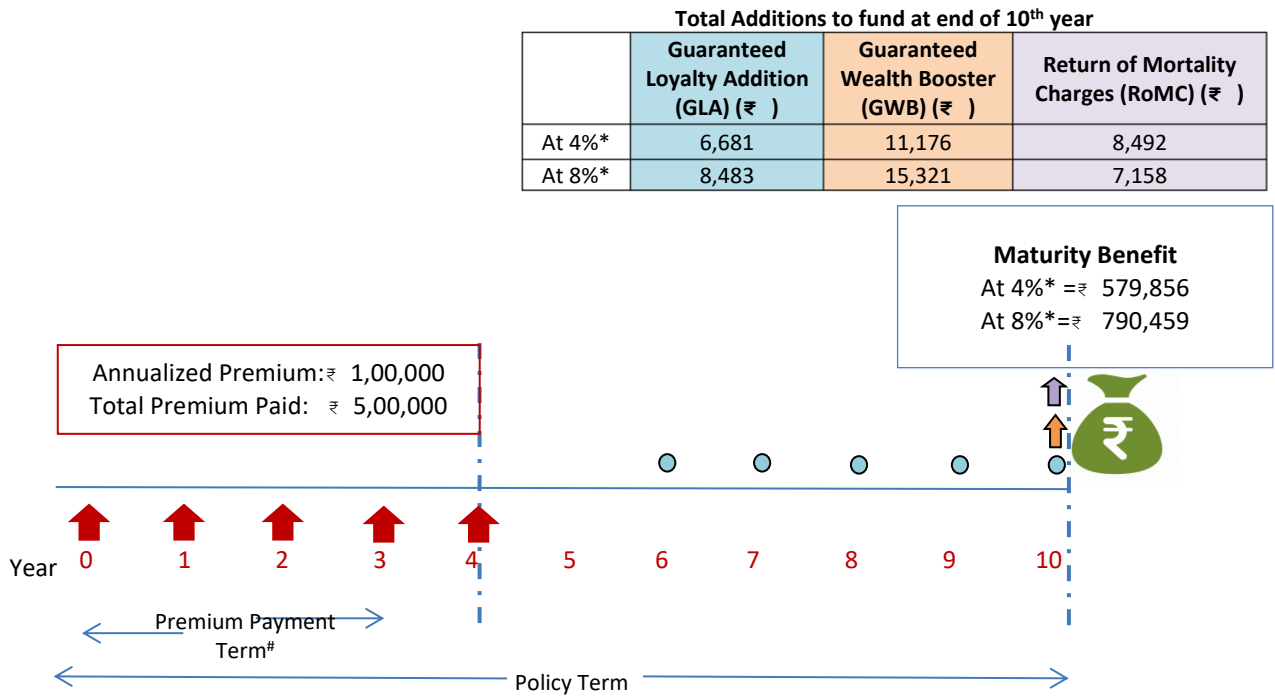 Total Additions to fund at end of 10th year
Guaranteed Loyalty Addition (GLA) (₹ ) Guaranteed Wealth Booster (GWB) (₹ ) Return of Mortality Charges (RoMC) (₹ )
At 4%* 6,681 11,176 8,492
At 8%* 8,483 15,321 7,158
Maturity Benefit
At 4%* =₹ 579,856
At 8%*=₹ 790,459
Annualized Premium:₹ 1,00,000
Total Premium Paid: ₹ 5,00,000
₹
Year 0 1 2 3 4 5 6 7 8 9 10
Premium Payment
Term#
Policy Term